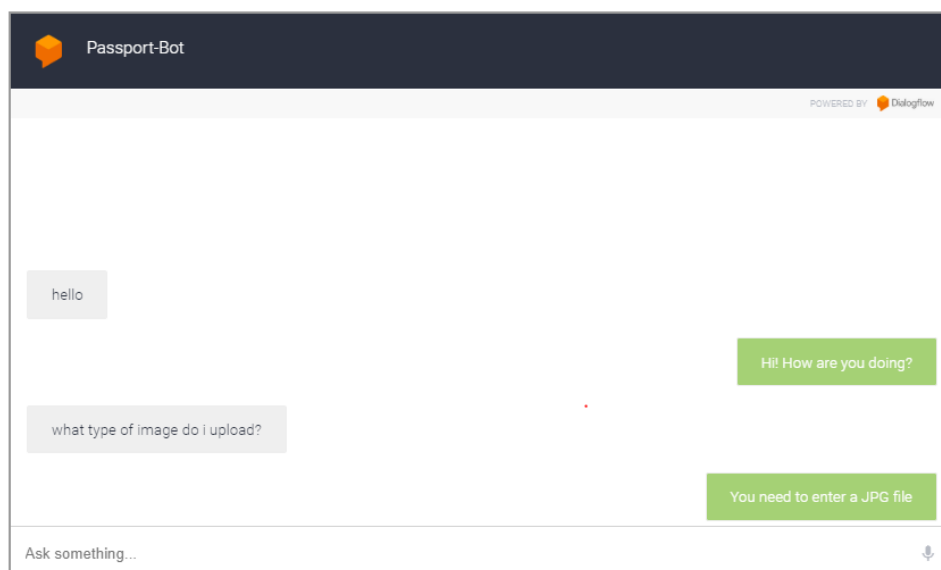 Passport-Bot
POWERED BY Dialogflow
hello
Hi! How are you doing?
what type of image do i upload?
You need to enter a JPG file
Ask something...